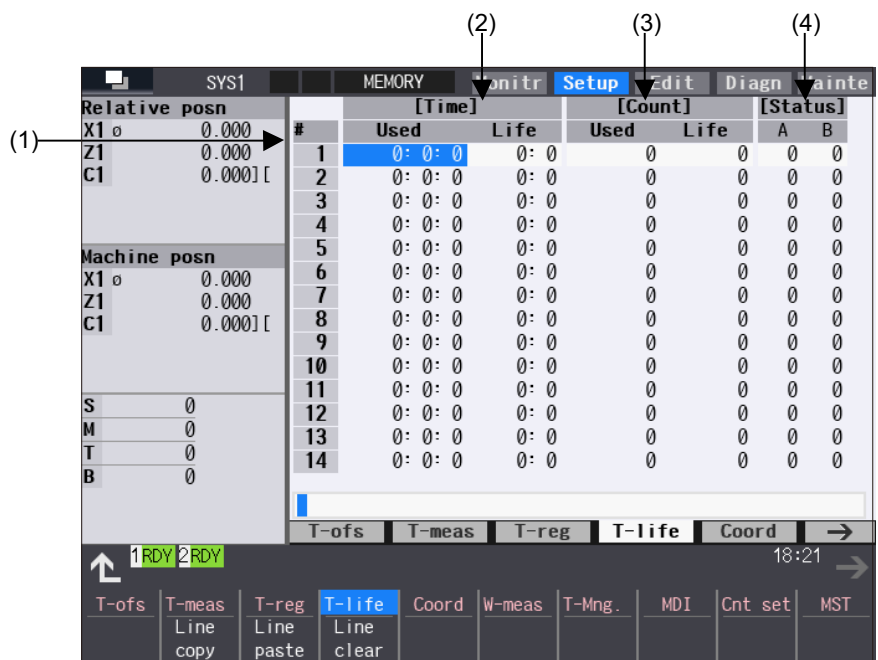 (2) (3) (4)
SYS1 MEMORY Monitr Setup Edit Diagn Mainte
Relative posn
X1 ø 0.000
Z1 0.000
C1 0.000][
(1)
Machine posn
X1 ø 0.000
Z1 0.000
C1 0.000][
S 0
M 0
T 0
B 0
[Time] [Count] [Status]
# Used Life Used Life A B
1 0: 0: 0 0: 0 0 0 0 0
2 0: 0: 0 0: 0 0 0 0 0
3 0: 0: 0 0: 0 0 0 0 0
4 0: 0: 0 0: 0 0 0 0 0
5 0: 0: 0 0: 0 0 0 0 0
6 0: 0: 0 0: 0 0 0 0 0
7 0: 0: 0 0: 0 0 0 0 0
8 0: 0: 0 0: 0 0 0 0 0
9 0: 0: 0 0: 0 0 0 0 0
10 0: 0: 0 0: 0 0 0 0 0
11 0: 0: 0 0: 0 0 0 0 0
12 0: 0: 0 0: 0 0 0 0 0
13 0: 0: 0 0: 0 0 0 0 0
14 0: 0: 0 0: 0 0 0 0 0
T-ofs T-meas T-reg T-life Coord →
1 RDY 2 RDY 18:21
T-ofs T-meas T-reg T-life Coord W-meas T-Mng. MDI Cnt set MST
Line Line Line
copy paste clear